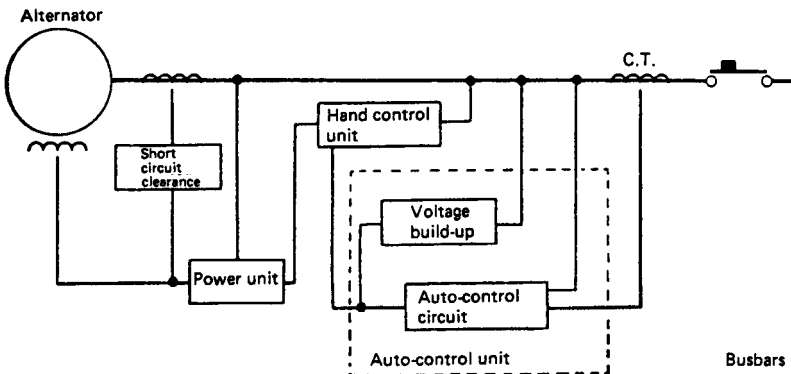 Alternator
C.T.
Hand control
unit
Short
circuit
clearance
Voltage
build-up
Power unit
Auto-control
circuit
Auto-control unit
Busbars